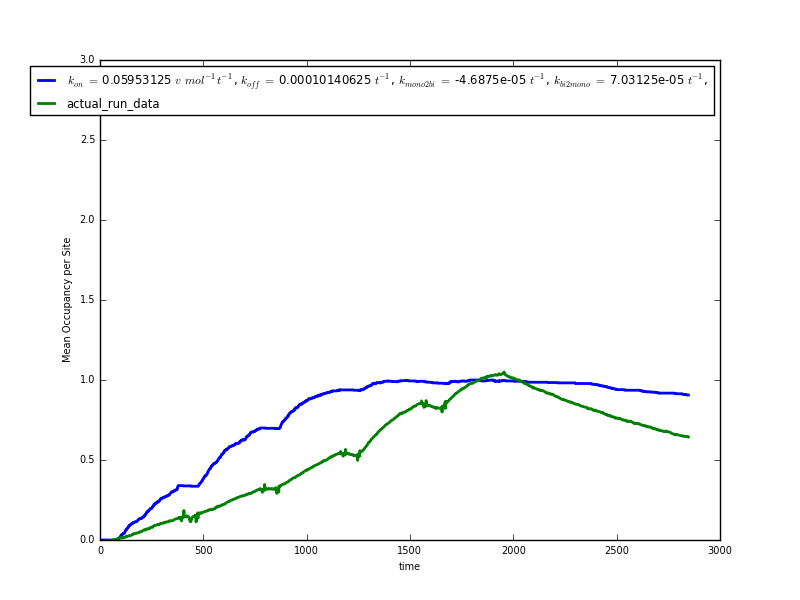 3.0
k_on = 0.05953125 v mol^−1 t^−1, k_off = 0.00010140625 t^−1, k_mono2bi = -4.6875e-05 t^−1, k_bi2mono = 7.03125e-05 t^−1,
actual_run_data
2.5
2.0
1.5
1.0
0.5
0.0
Mean Occupancy per Site
0 500 1000 1500 2000 2500 3000
time